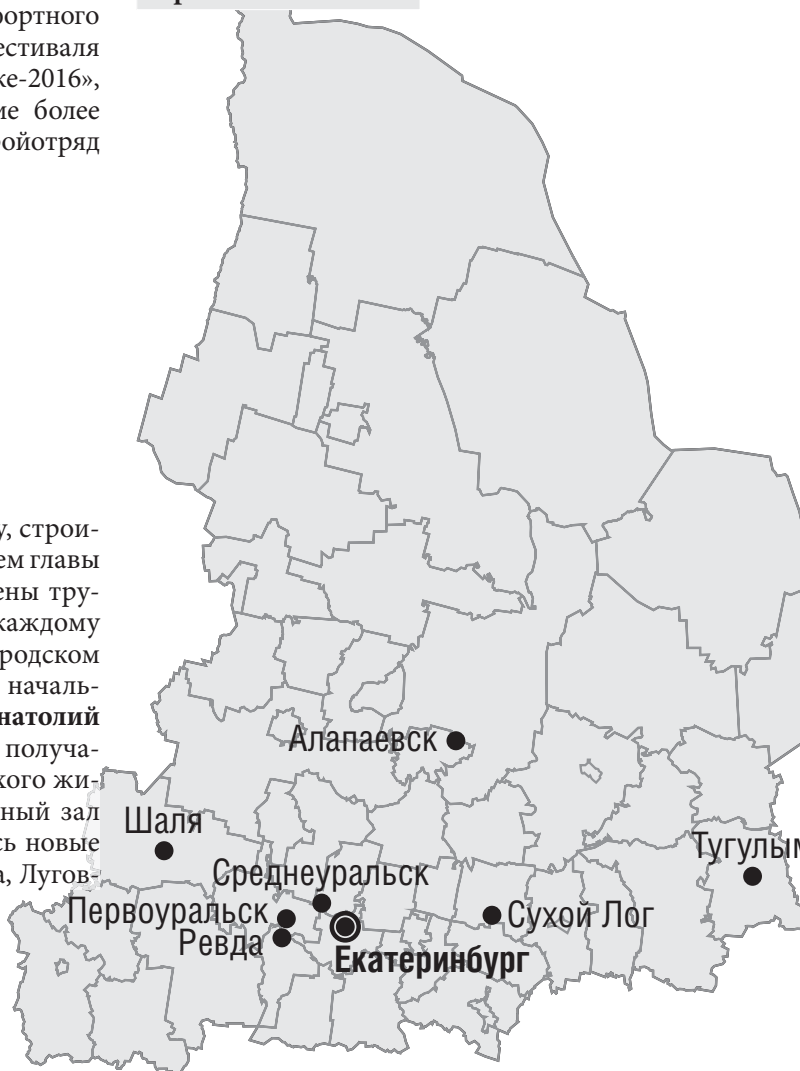 ортного
естиваля
ке-2016»,
ие более
ойотряд
у, строи-
ем главы
ены тру-
каждому
родском
началь-
натолий
получа-
кого жи-
ный зал
сь новые
а, Лугов-
Алапаевск
Шаля
Тугулым
Среднеуральск
Первоуральск
Сухой Лог
Ревда
Екатеринбург